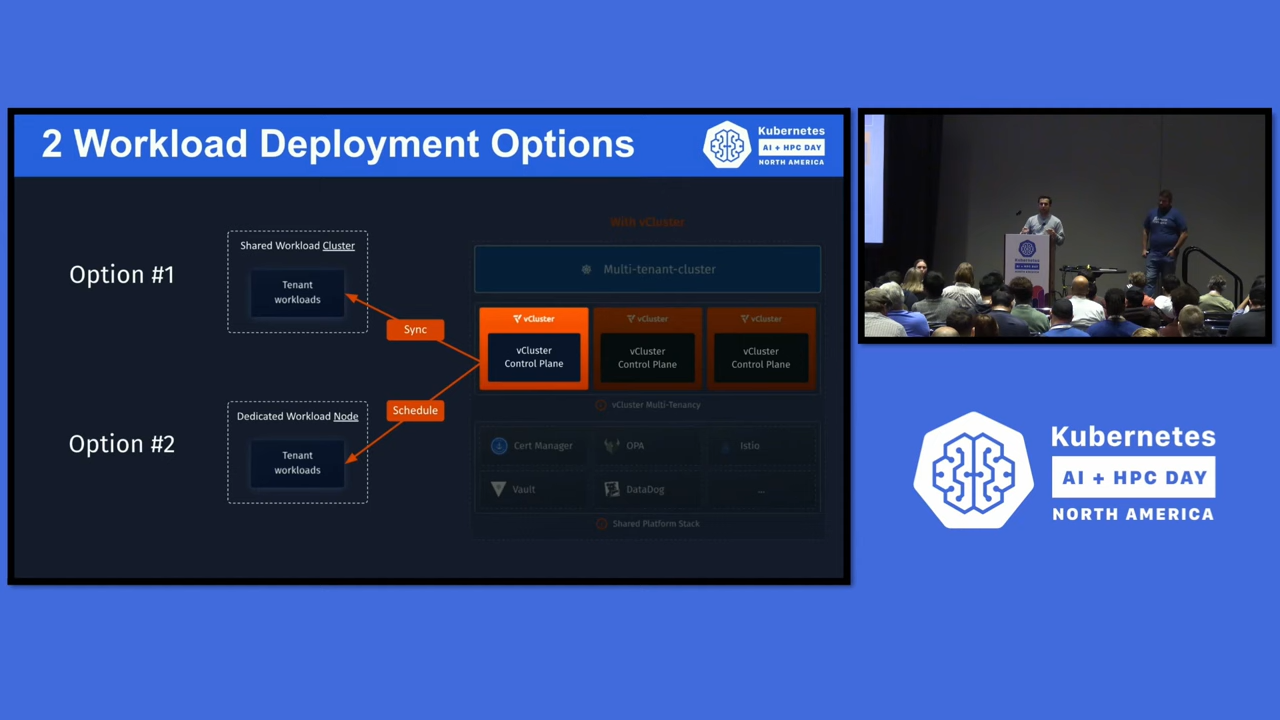 2 Workload Deployment Options
Kubernetes
AI + HPC DAY
NORTH AMERICA
Option #1
Shared Workload Cluster
Tenant
workloads
Sync
Option #2
Dedicated Workload Node
Tenant
workloads
Schedule
With vCluster
Multi-tenant-cluster
vCluster
vCluster
Control Plane
vCluster
vCluster
Control Plane
vCluster
vCluster
Control Plane
vCluster Multi-Tenancy
Cert Manager
OPA
Istio
Vault
DataDog
...
Shared Platform Stack
Kubernetes
AI + HPC DAY
NORTH AMERICA